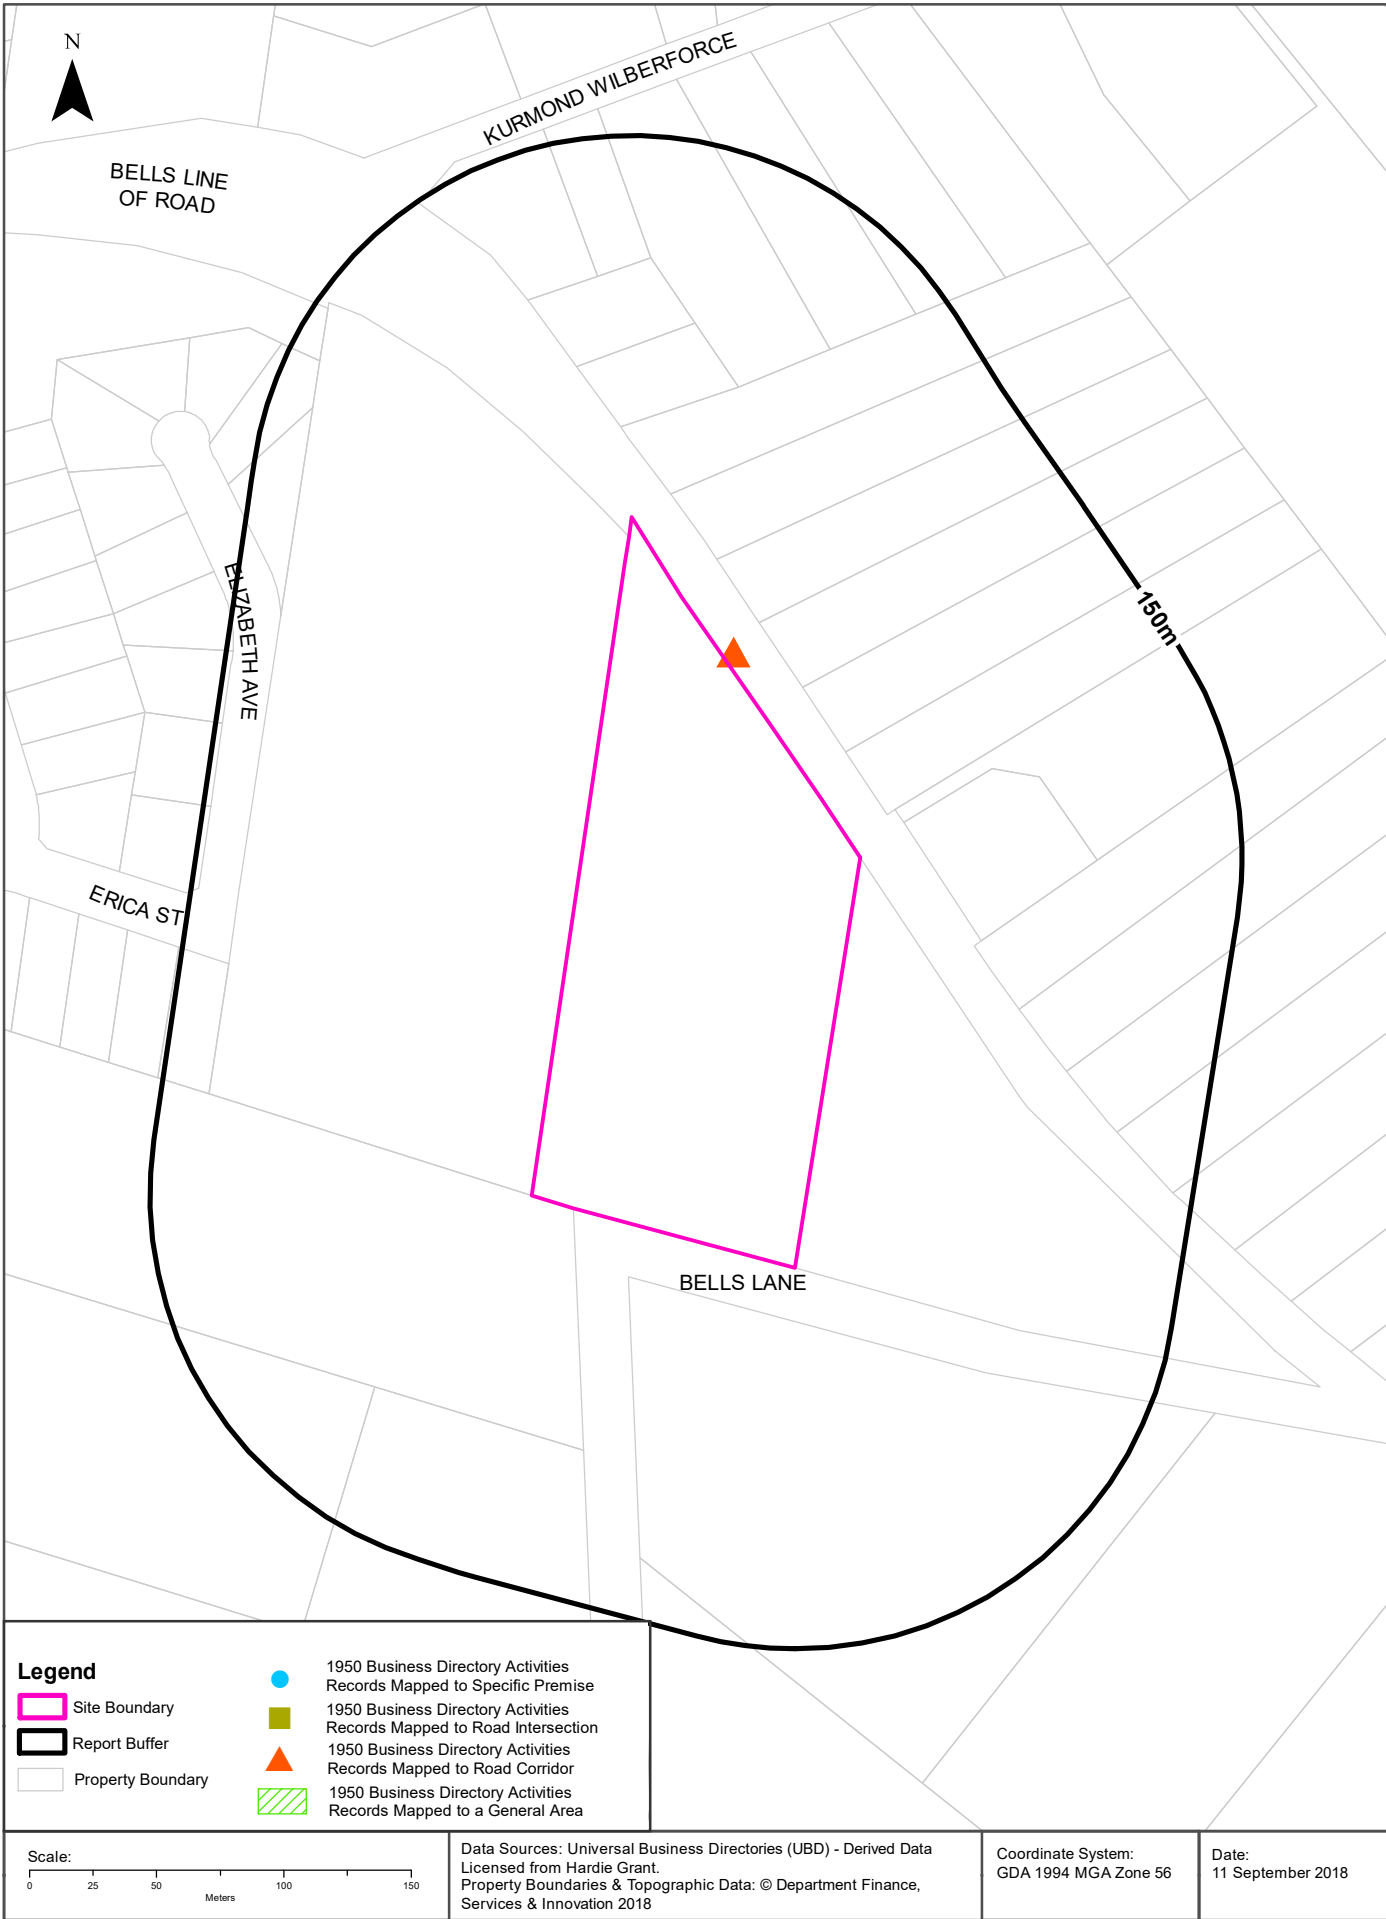 N
KURMOND WILBERFORCE
BELLS LINE
OF ROAD
ELIZABETH AVE
150m
ERICA ST
BELLS LANE
Legend
Site Boundary
Report Buffer
Property Boundary
1950 Business Directory Activities
Records Mapped to Specific Premise
1950 Business Directory Activities
Records Mapped to Road Intersection
1950 Business Directory Activities
Records Mapped to Road Corridor
1950 Business Directory Activities
Records Mapped to a General Area
Scale:
0 25 50 100 150
Meters
Data Sources: Universal Business Directories (UBD) - Derived Data
Licensed from Hardie Grant.
Property Boundaries & Topographic Data: © Department Finance,
Services & Innovation 2018
Coordinate System:
GDA 1994 MGA Zone 56
Date:
11 September 2018